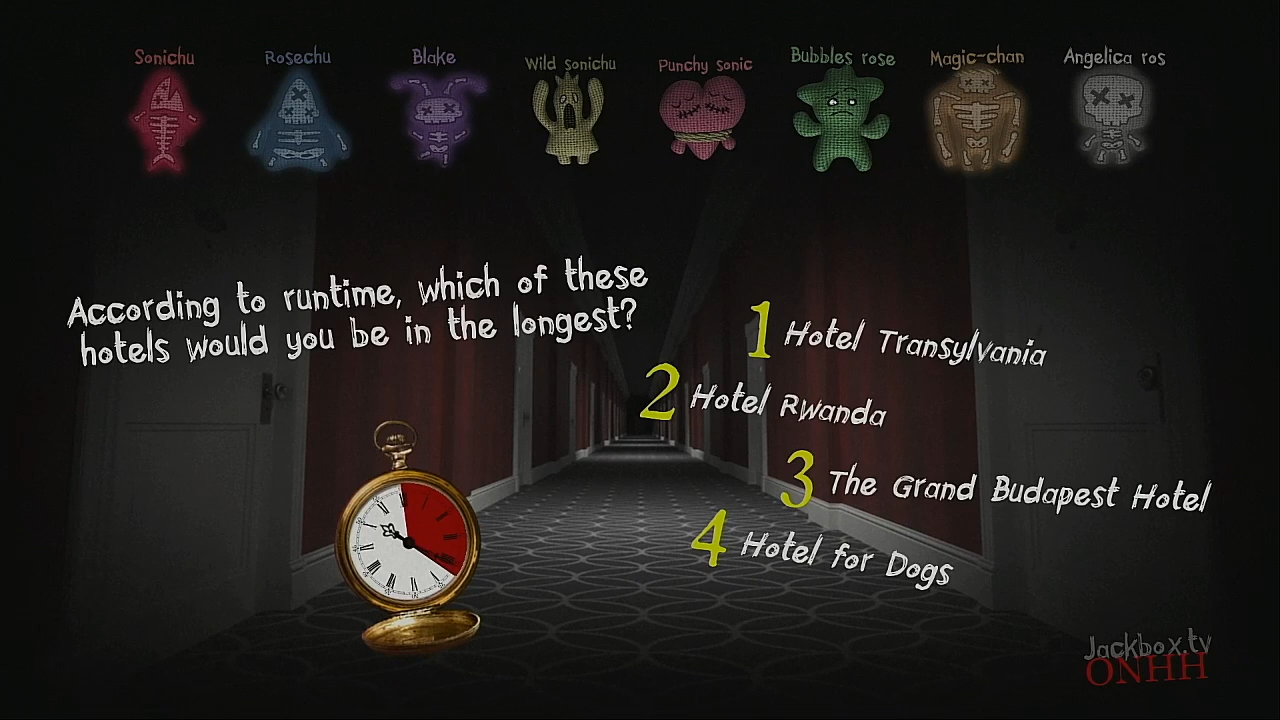 Sonichu
Rosechu
Blake
Wild sonichu
Punchy sonic
Bubbles rose
Magic-chan
Angelica ros
According to runtime, which of these
hotels would you be in the longest?
1 Hotel Transylvania
2 Hotel Rwanda
3 The Grand Budapest Hotel
4 Hotel for Dogs
Jackbox.tv
ONHH